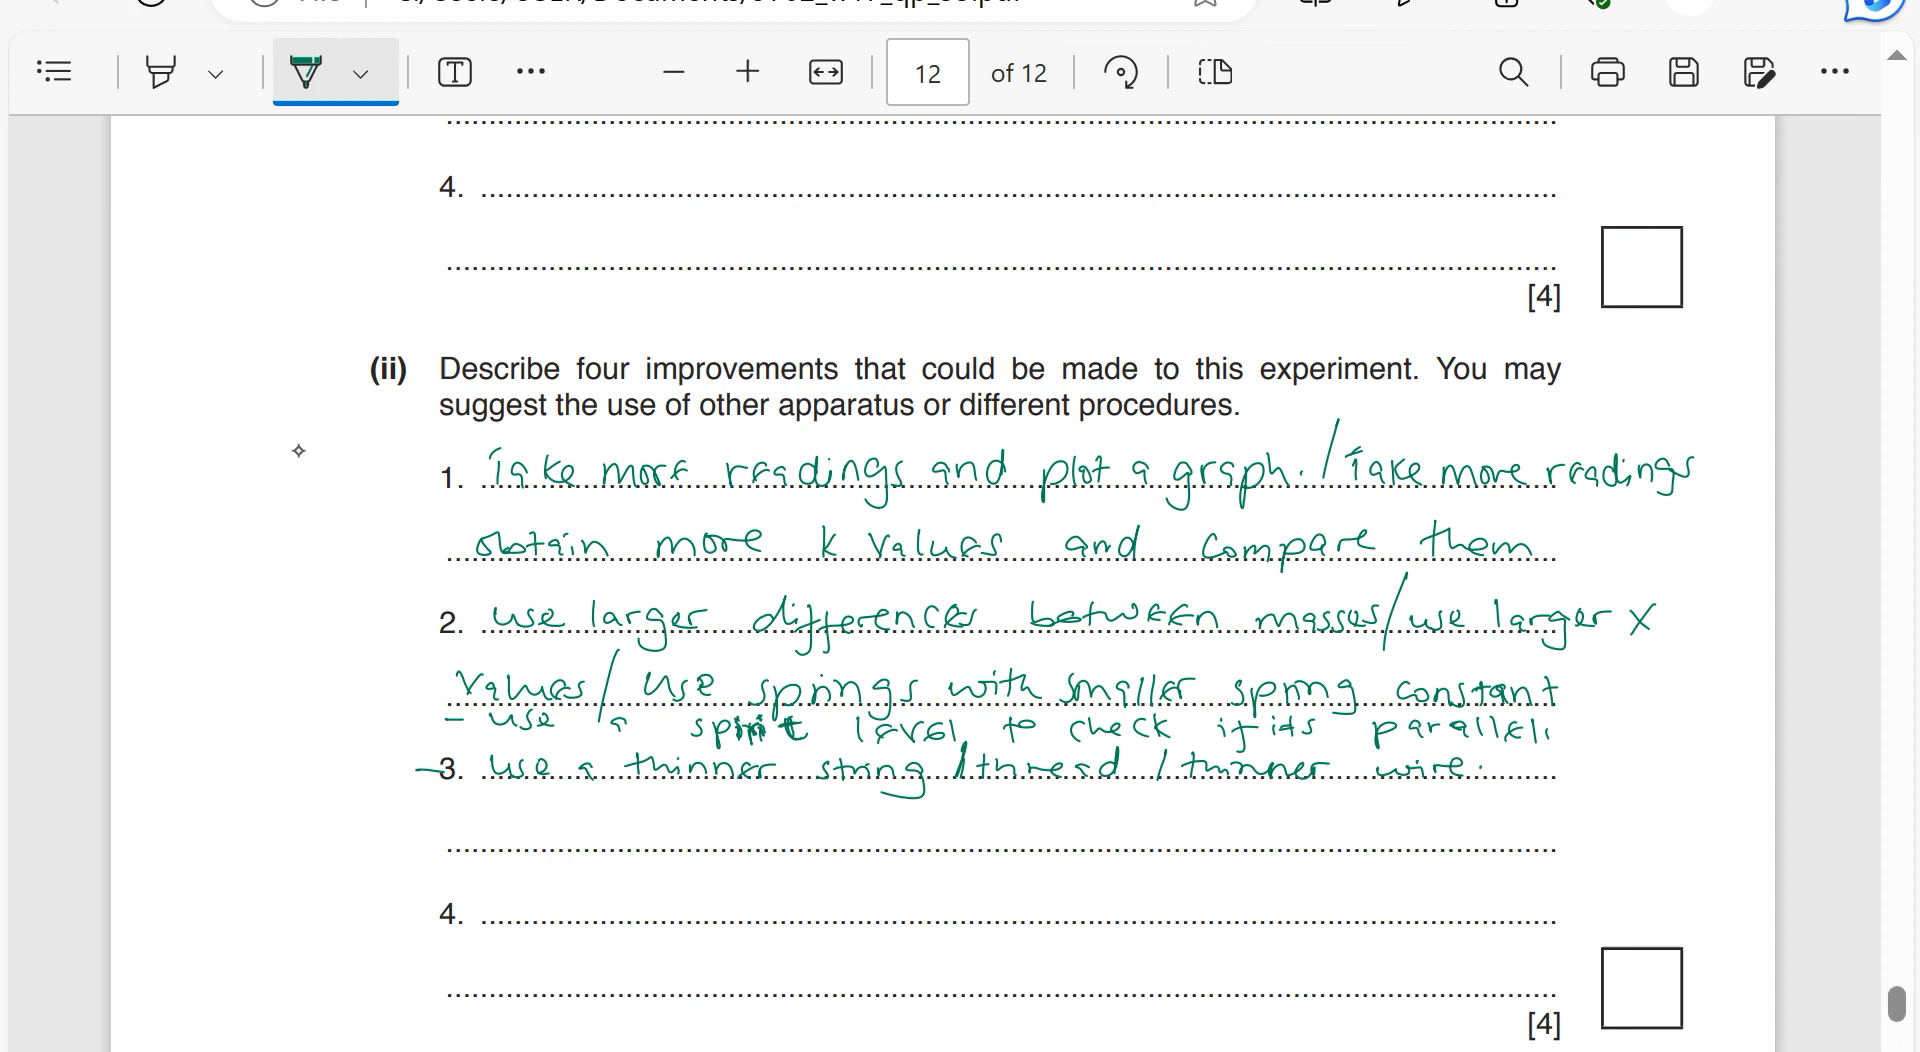 12 of 12
4.
[4]
(ii) Describe four improvements that could be made to this experiment. You may
suggest the use of other apparatus or different procedures.
1. Take more readings and plot a graph. / Take more readings
obtain more k values and compare them
2. use larger differences between masses / use larger x
values / use springs with smaller spring constant
- use a spirit level to check if its parallel.
- 3. use a thinner string / thread / thinner wire.
4.
[4]